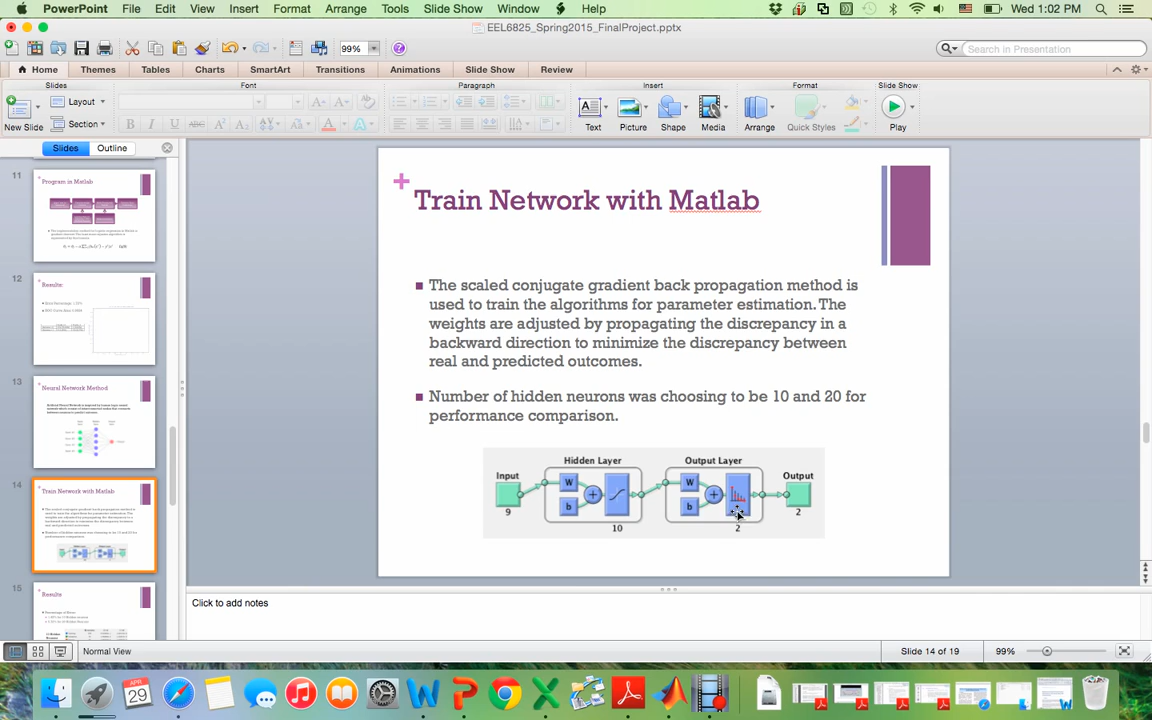 PowerPoint File Edit View Insert Format Arrange Tools Slide Show Window Help Wed 1:02 PM
EEL6825_Spring2015_FinalProject.pptx
99% Search in Presentation
Home Themes Tables Charts SmartArt Transitions Animations Slide Show Review
Slides Font Paragraph Insert Format Slide Show
Layout
Section
New Slide Text Picture Shape Media Arrange Quick Styles Play
Slides Outline
11
Program in Matlab
12
Results
13
Neural Network Method
14
Train Network with Matlab
15
Results
Train Network with Matlab
The scaled conjugate gradient back propagation method is
used to train the algorithms for parameter estimation. The
weights are adjusted by propagating the discrepancy in a
backward direction to minimize the discrepancy between
real and predicted outcomes.
Number of hidden neurons was choosing to be 10 and 20 for
performance comparison.
Hidden Layer Output Layer
Input Output
W W
b b
9 2
10 2
Click to add notes
Normal View Slide 14 of 19 99%
APR
29